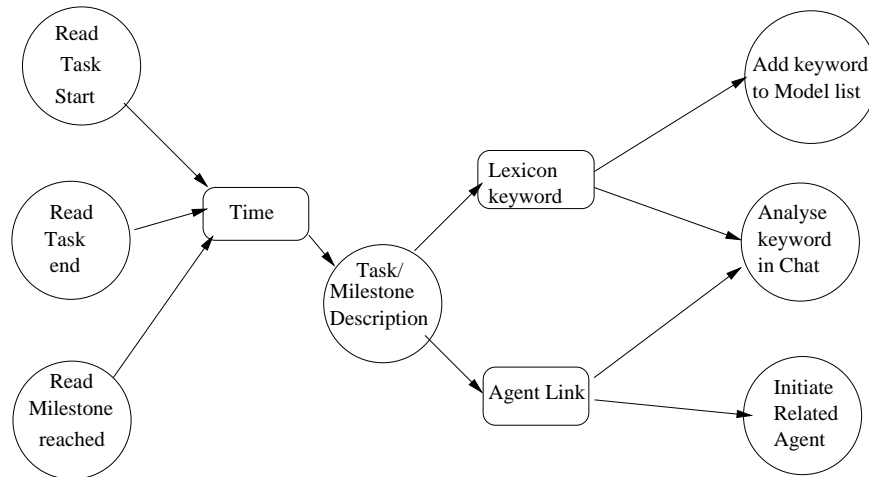 Read
Task
Start
Read
Task
end
Read
Milestone
reached
Time
Task/
Milestone
Description
Lexicon
keyword
Agent Link
Add keyword
to Model list
Analyse
keyword
in Chat
Initiate
Related
Agent